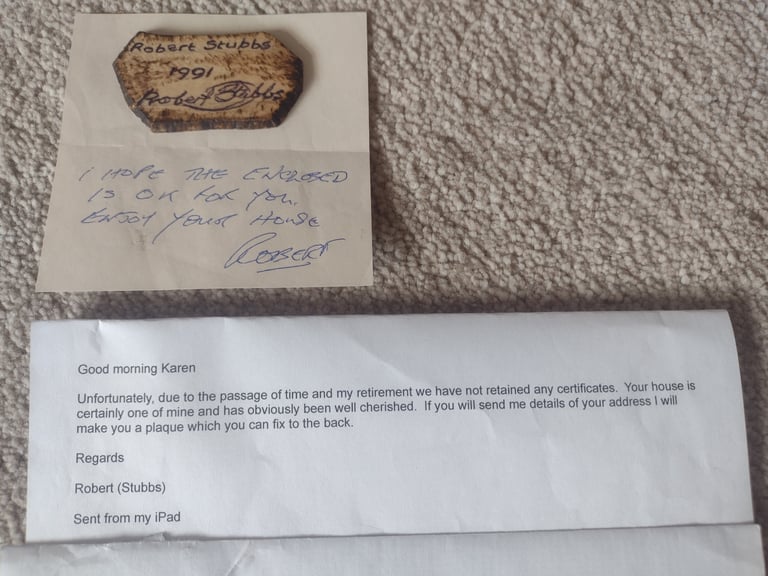 Robert Stubbs
1991
Robert Stubbs
I HOPE THE ENCLOSED
IS OK FOR YOU.
ENJOY YOUR HOUSE
ROBERT
Good morning Karen
Unfortunately, due to the passage of time and my retirement we have not retained any certificates.  Your house is
certainly one of mine and has obviously been well cherished.  If you will send me details of your address I will
make you a plaque which you can fix to the back.
Regards
Robert (Stubbs)
Sent from my iPad